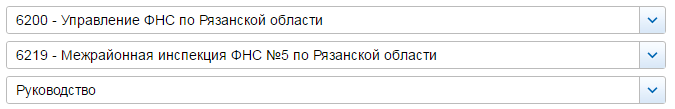 6200 - Управление ФНС по Рязанской области
6219 - Межрайонная инспекция ФНС №5 по Рязанской области
Руководство